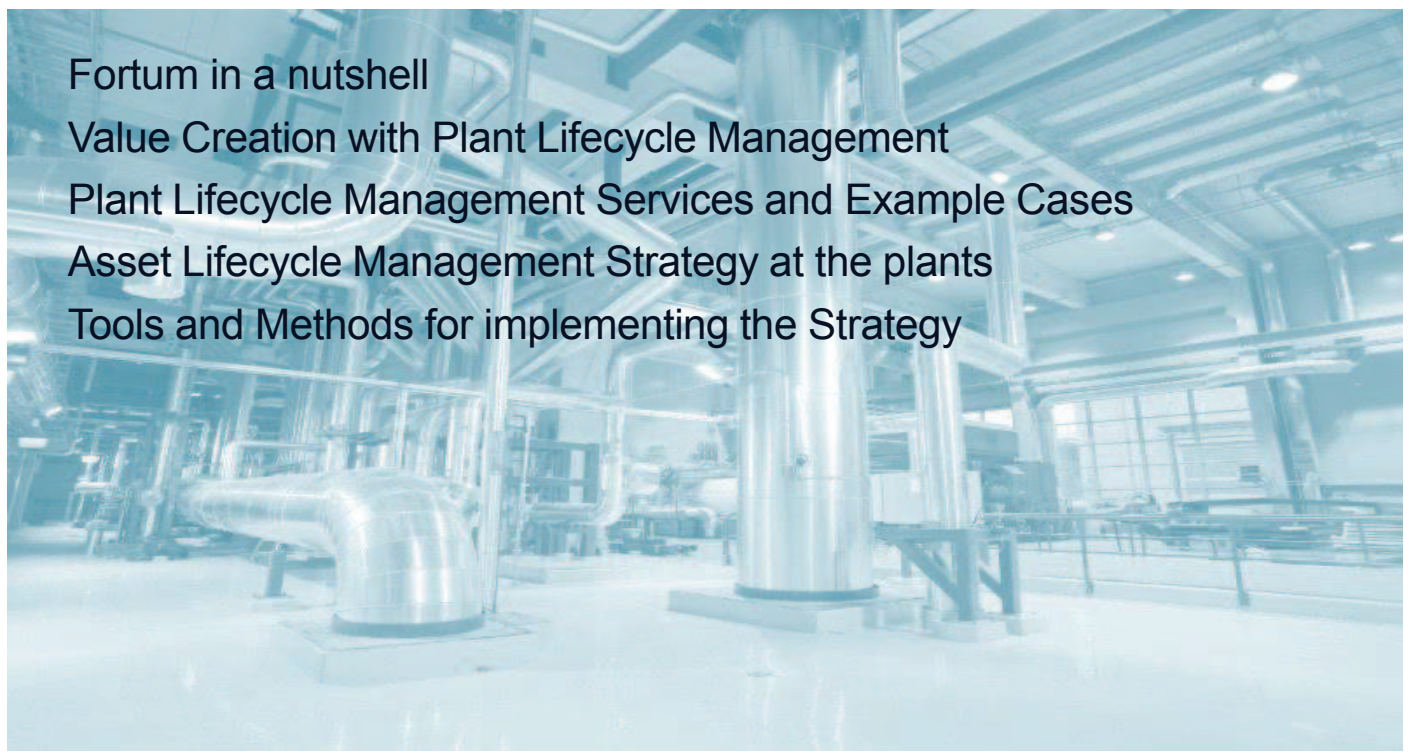 Fortum in a nutshell
Value Creation with Plant Lifecycle Management
Plant Lifecycle Management Services and Example Cases
Asset Lifecycle Management Strategy at the plants
Tools and Methods for implementing the Strategy